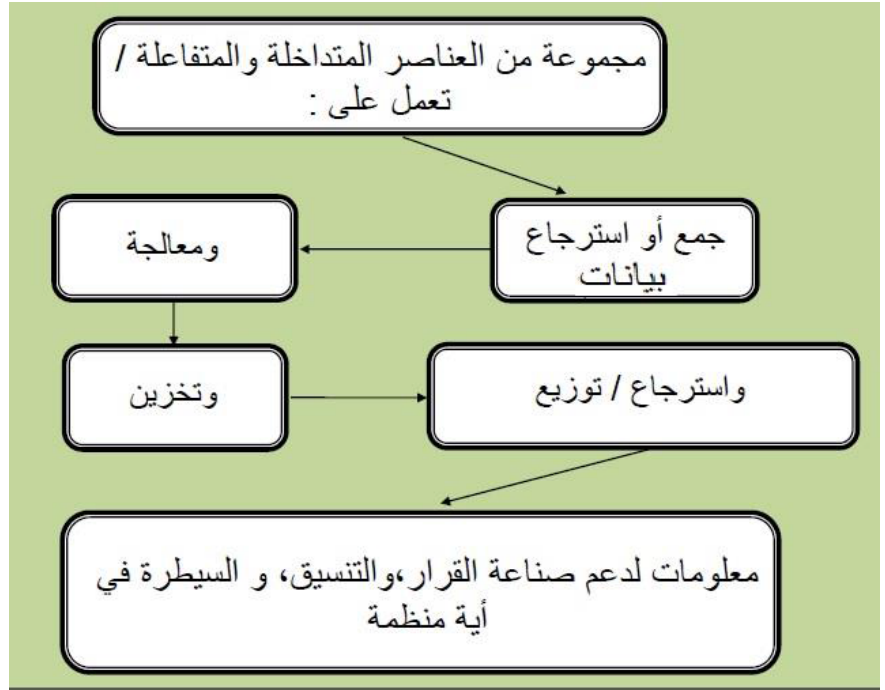 مجموعة من العناصر المتداخلة والمتفاعلة /
تعمل على :
جمع أو استرجاع
بيانات
ومعالجة
وتخزين
واسترجاع / توزيع
معلومات لدعم صناعة القرار،والتنسيق، و السيطرة في
أية منظمة